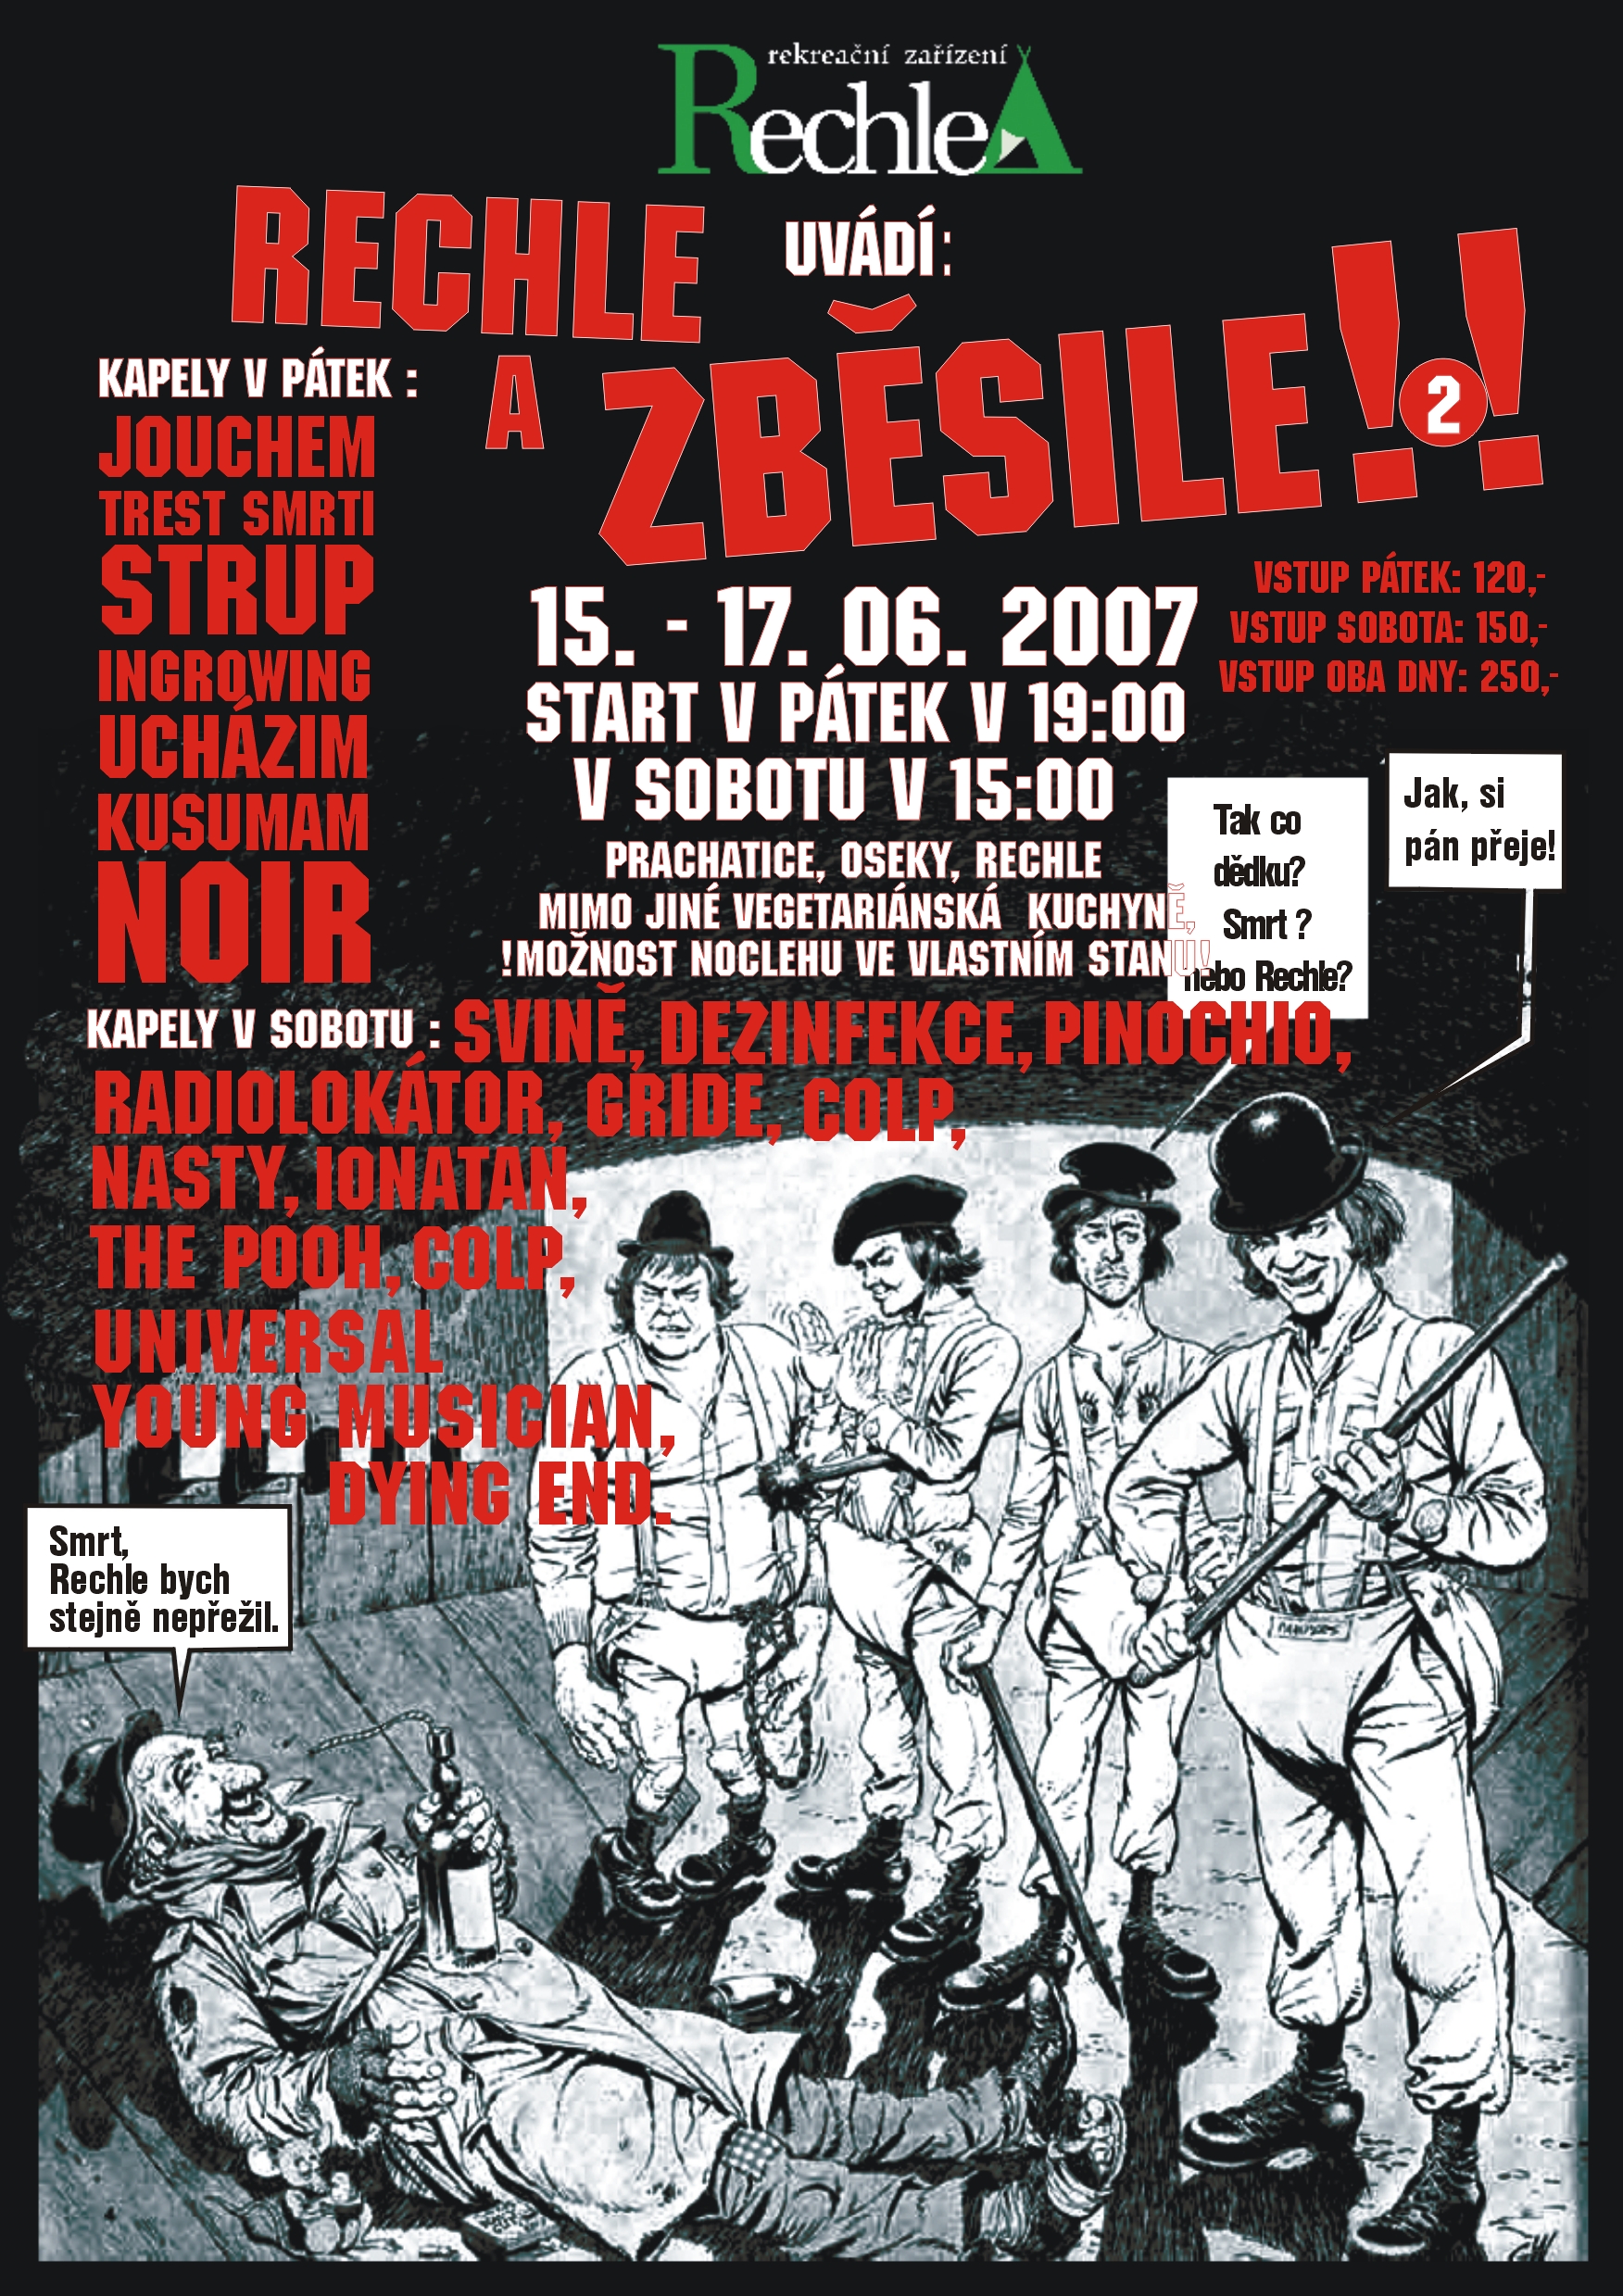 rekreační zařízení
Rechle
UVÁDÍ:
RECHLE
A ZBĚSILE!!
2
KAPELY V PÁTEK :
JOUCHEM
TREST SMRTI
STRUP
INGROWING
UCHÁZIM
KUSUMAM
NOIR
15. - 17. 06. 2007
START V PÁTEK V 19:00
V SOBOTU V 15:00
VSTUP PÁTEK: 120,-
VSTUP SOBOTA: 150,-
VSTUP OBA DNY: 250,-
PRACHATICE, OSEKY, RECHLE
MIMO JINÉ VEGETARIÁNSKÁ KUCHYNĚ,
!MOŽNOST NOCLEHU VE VLASTNÍM STANU!
Tak co
dědku?
Smrt ?
nebo Rechle?
Jak, si
pán přeje!
KAPELY V SOBOTU : SVINĚ, DEZINFEKCE, PINOCHIO,
RADIOLOKÁTOR, GRIDE, COLP,
NASTY, IONATAN,
THE POOH, COLP,
UNIVERSAL
YOUNG MUSICIAN,
DYING END.
Smrt,
Rechle bych
stejně nepřežil.